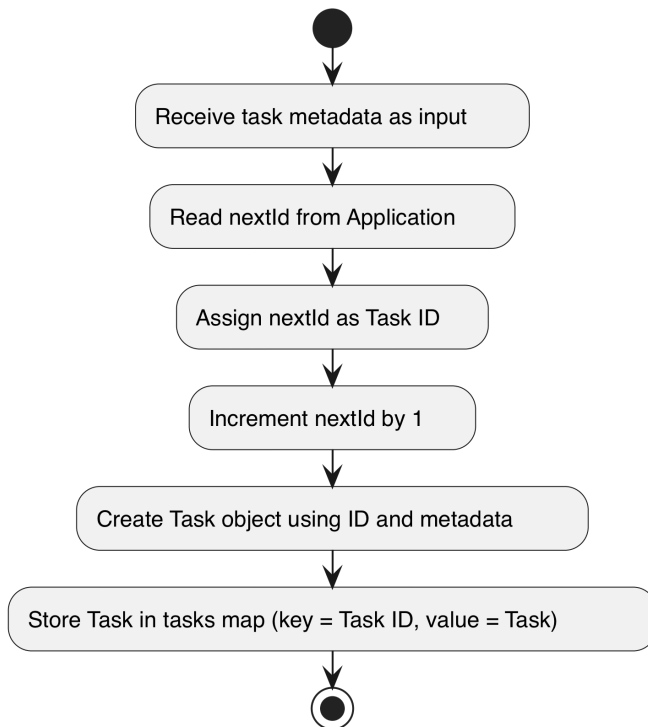 Receive task metadata as input
Read nextId from Application
Assign nextId as Task ID
Increment nextId by 1
Create Task object using ID and metadata
Store Task in tasks map (key = Task ID, value = Task)